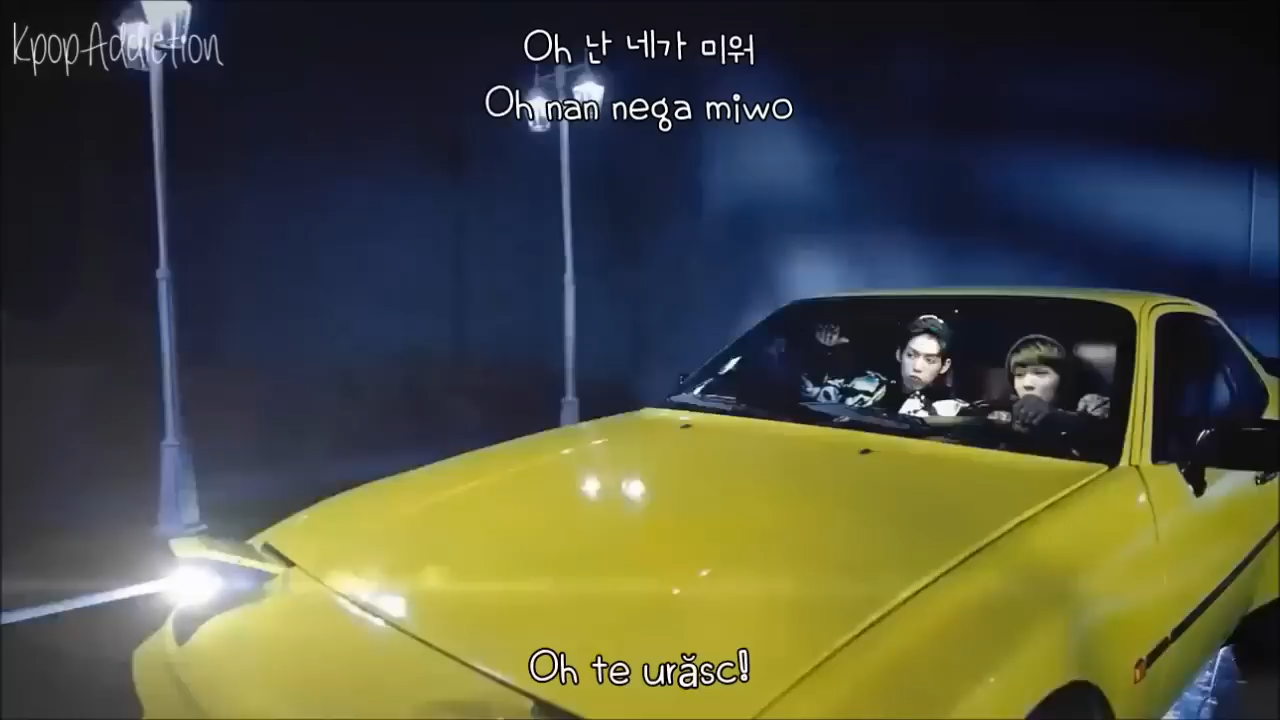 KpopAddiction
Oh 난 네가 미워
Oh nan nega miwo
Oh te urăsc!